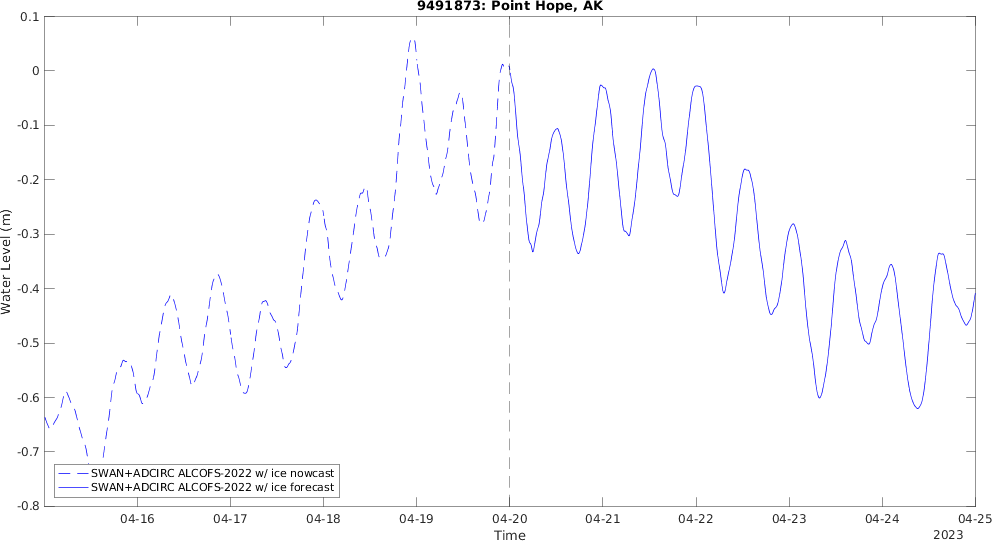 9491873: Point Hope, AK
Water Level (m)
0.1
0
-0.1
-0.2
-0.3
-0.4
-0.5
-0.6
-0.7
-0.8
SWAN+ADCIRC ALCOFS-2022 w/ ice nowcast
SWAN+ADCIRC ALCOFS-2022 w/ ice forecast
04-16 04-17 04-18 04-19 04-20 04-21 04-22 04-23 04-24 04-25
Time
2023